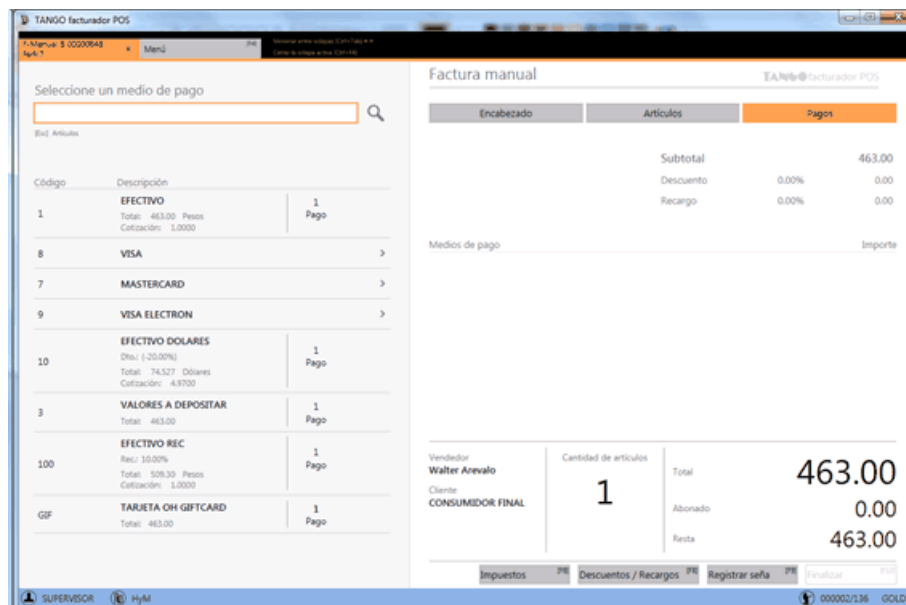 TANGO facturador POS
Menú
Factura manual
TANGO facturador POS
Seleccione un medio de pago
[Esc] Artículos
Encabezado
Artículos
Pagos
Subtotal 463.00
Descuento 0.00% 0.00
Recargo 0.00% 0.00
Medios de pago Importe
Código Descripción
1 EFECTIVO 1 Pago
Total: 463.00 Pesos
Cotización: 1.0000
8 VISA
7 MASTERCARD
9 VISA ELECTRON
10 EFECTIVO DOLARES 1 Pago
Dto.: (-20.00%)
Total: 74.527 Dólares
Cotización: 4.9700
3 VALORES A DEPOSITAR 1 Pago
Total: 463.00
100 EFECTIVO REC 1 Pago
Rec.: 10.00%
Total: 509.30 Pesos
Cotización: 1.0000
GIF TARJETA OH GIFTCARD 1 Pago
Total: 463.00
Vendedor
Walter Arevalo
Cliente
CONSUMIDOR FINAL
Cantidad de artículos
1
Total 463.00
Abonado 0.00
Resta 463.00
Impuestos
Descuentos / Recargos
Registrar seña
Finalizar
SUPERVISOR HyM 000002/136 GOLD